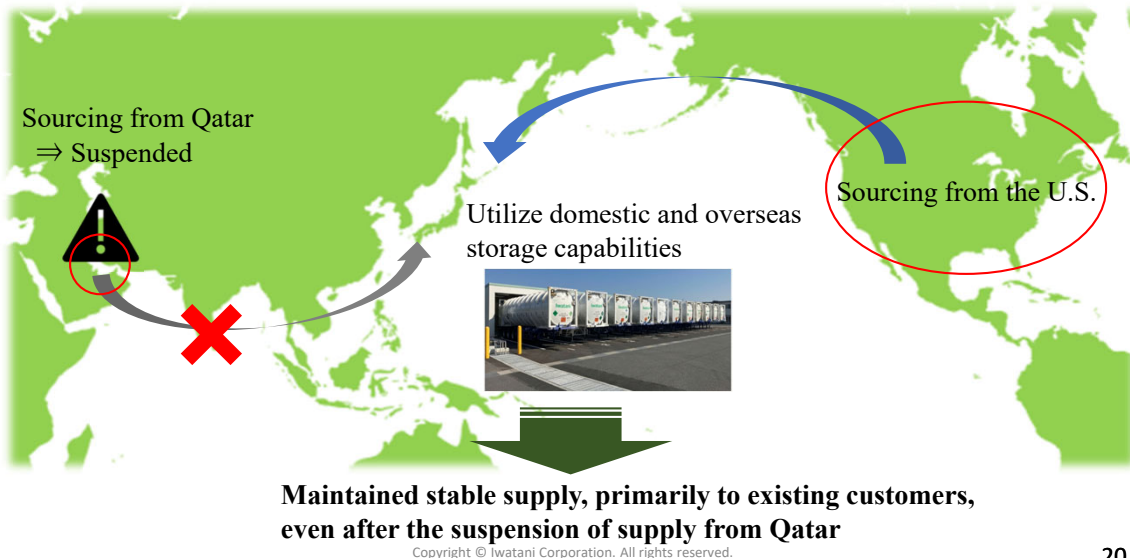 Sourcing from Qatar
⇒ Suspended
Sourcing from the U.S.
Utilize domestic and overseas
storage capabilities
Maintained stable supply, primarily to existing customers,
even after the suspension of supply from Qatar
Copyright © Iwatani Corporation. All rights reserved.
20